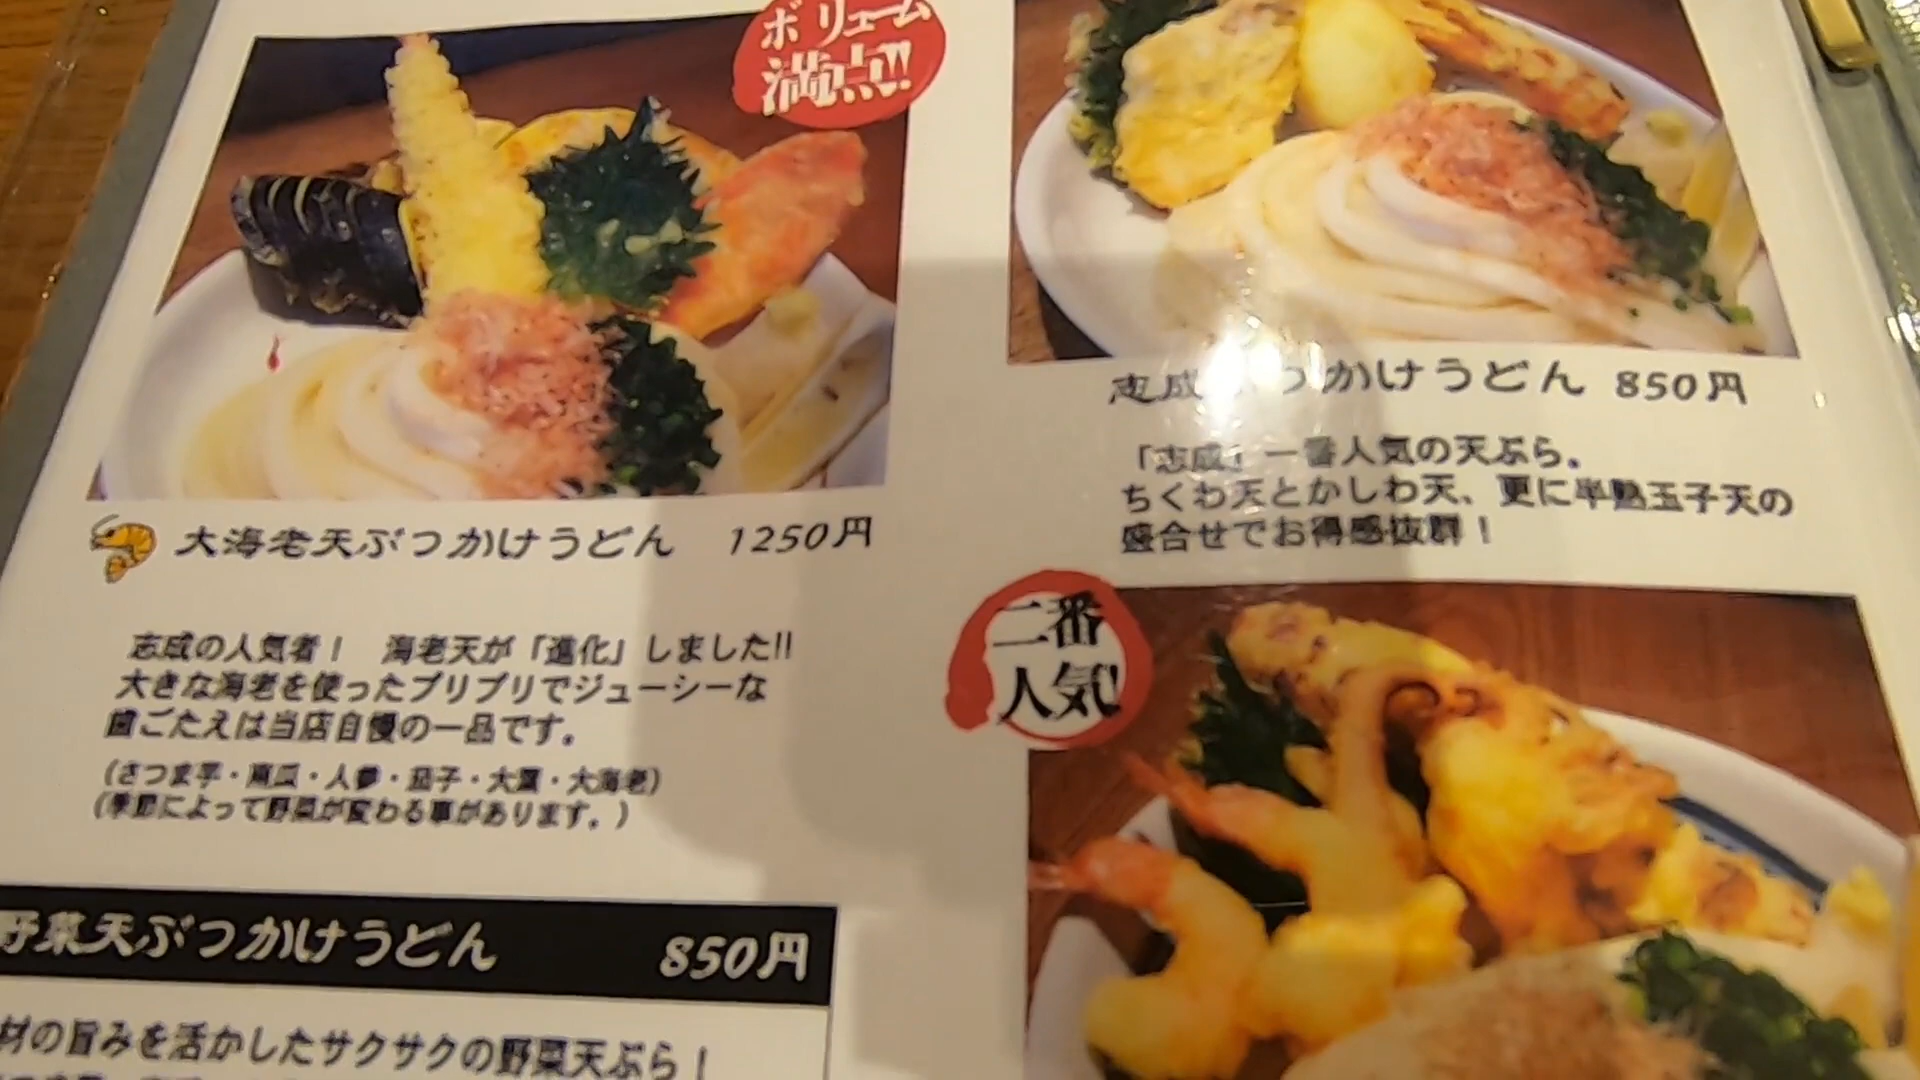 ボリューム
満点!!
大海老天ぶっかけうどん 1250円
志成の人気者！ 海老天が「進化」しました!!
大きな海老を使ったプリプリでジューシーな
歯ごたえは当店自慢の一品です。
（さつま芋・南瓜・人参・茄子・大葉・大海老）
（季節によって野菜が変わる事があります。）
野菜天ぶっかけうどん 850円
材の旨みを活かしたサクサクの野菜天ぷら！
志成 っかけうどん 850円
「志成」一番人気の天ぷら。
ちくわ天とかしわ天、更に半熟玉子天の
盛合せでお得感抜群！
二番
人気!